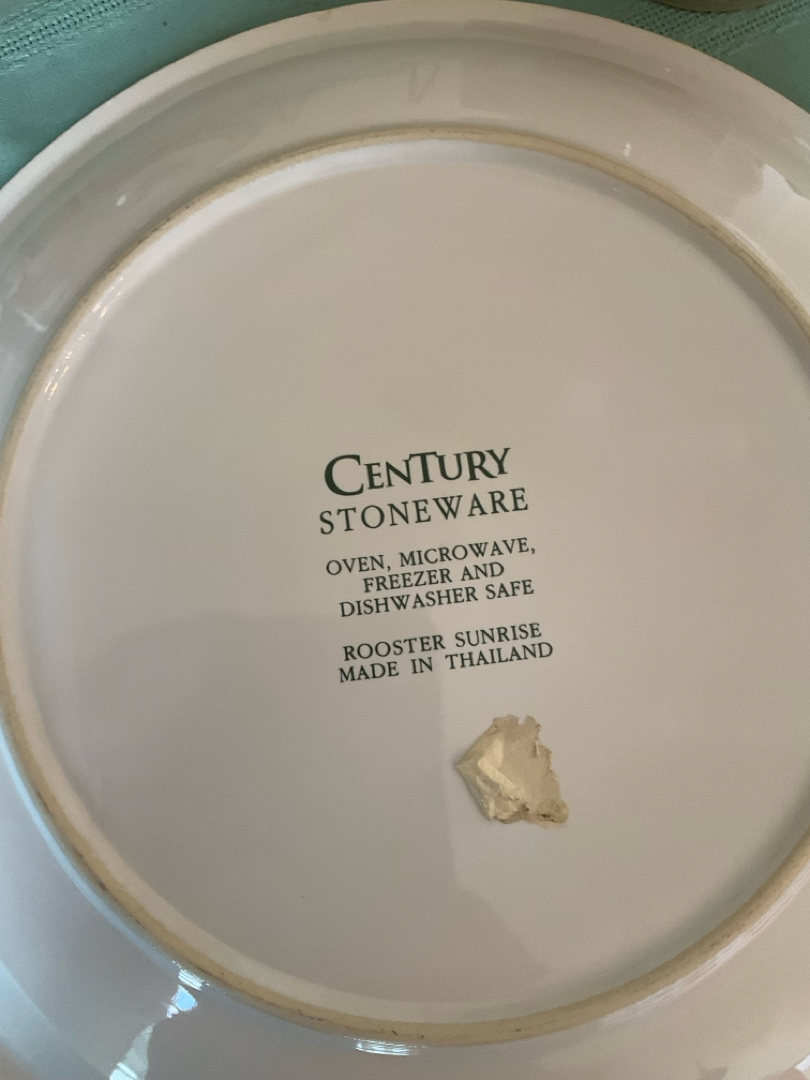 CENTURY
STONEWARE
OVEN, MICROWAVE,
FREEZER AND
DISHWASHER SAFE
ROOSTER SUNRISE
MADE IN THAILAND